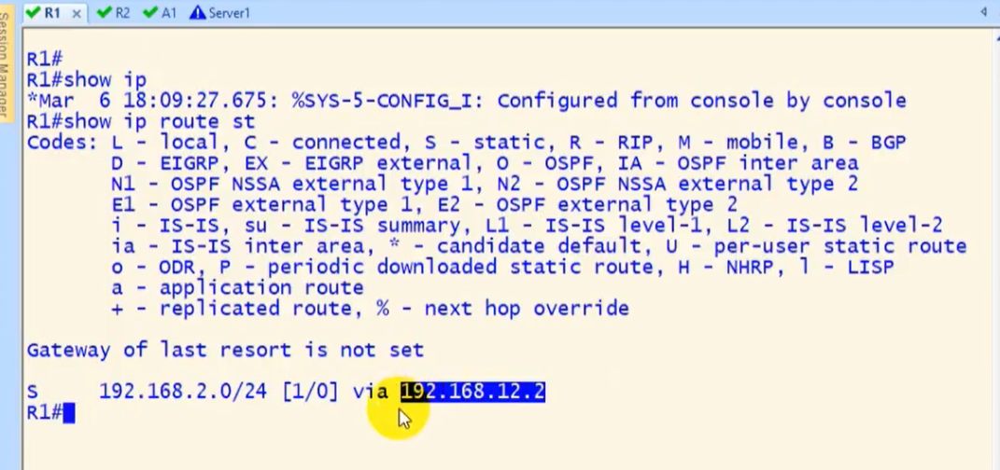 R1 R2 A1 Server1
Session Manager
R1#
R1#show ip
*Mar  6 18:09:27.675: %SYS-5-CONFIG_I: Configured from console by console
R1#show ip route st
Codes: L - local, C - connected, S - static, R - RIP, M - mobile, B - BGP
D - EIGRP, EX - EIGRP external, O - OSPF, IA - OSPF inter area
N1 - OSPF NSSA external type 1, N2 - OSPF NSSA external type 2
E1 - OSPF external type 1, E2 - OSPF external type 2
i - IS-IS, su - IS-IS summary, L1 - IS-IS level-1, L2 - IS-IS level-2
ia - IS-IS inter area, * - candidate default, U - per-user static route
o - ODR, P - periodic downloaded static route, H - NHRP, l - LISP
a - application route
+ - replicated route, % - next hop override
Gateway of last resort is not set
S     192.168.2.0/24 [1/0] via 192.168.12.2
R1#